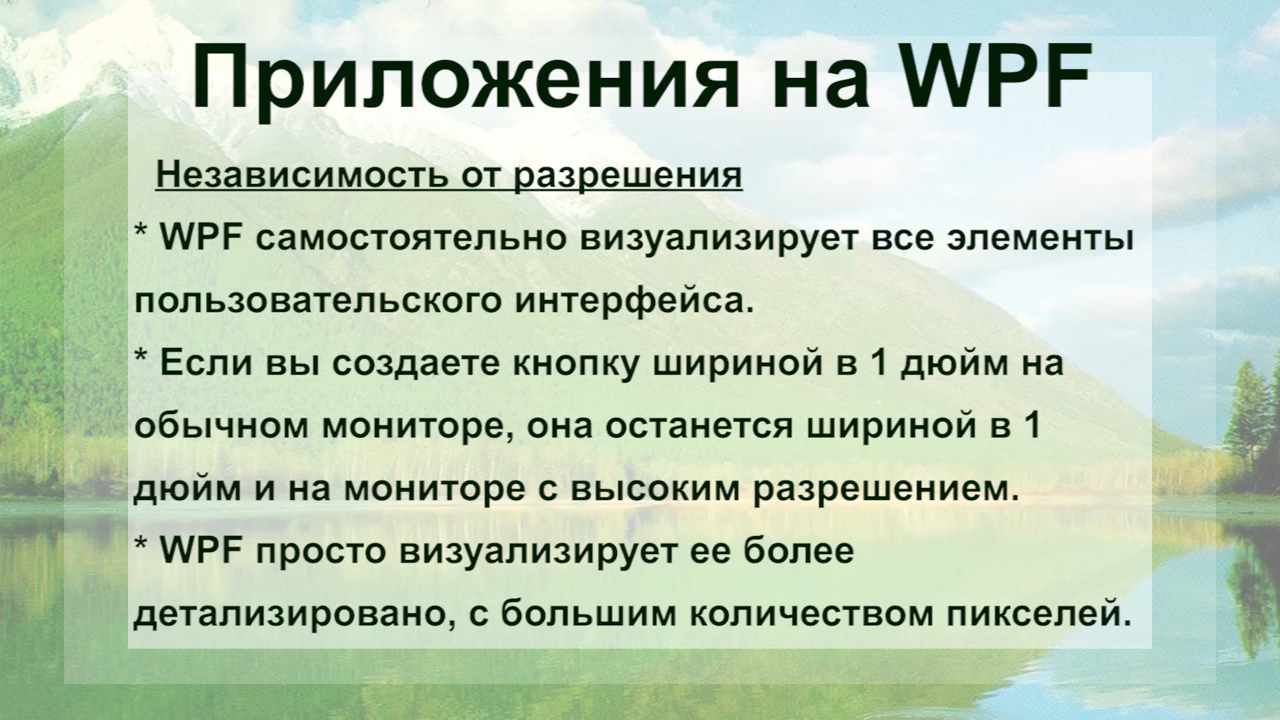 Приложения на WPF
Независимость от разрешения
* WPF самостоятельно визуализирует все элементы
пользовательского интерфейса.
* Если вы создаете кнопку шириной в 1 дюйм на
обычном мониторе, она останется шириной в 1
дюйм и на мониторе с высоким разрешением.
* WPF просто визуализирует ее более
детализировано, с большим количеством пикселей.